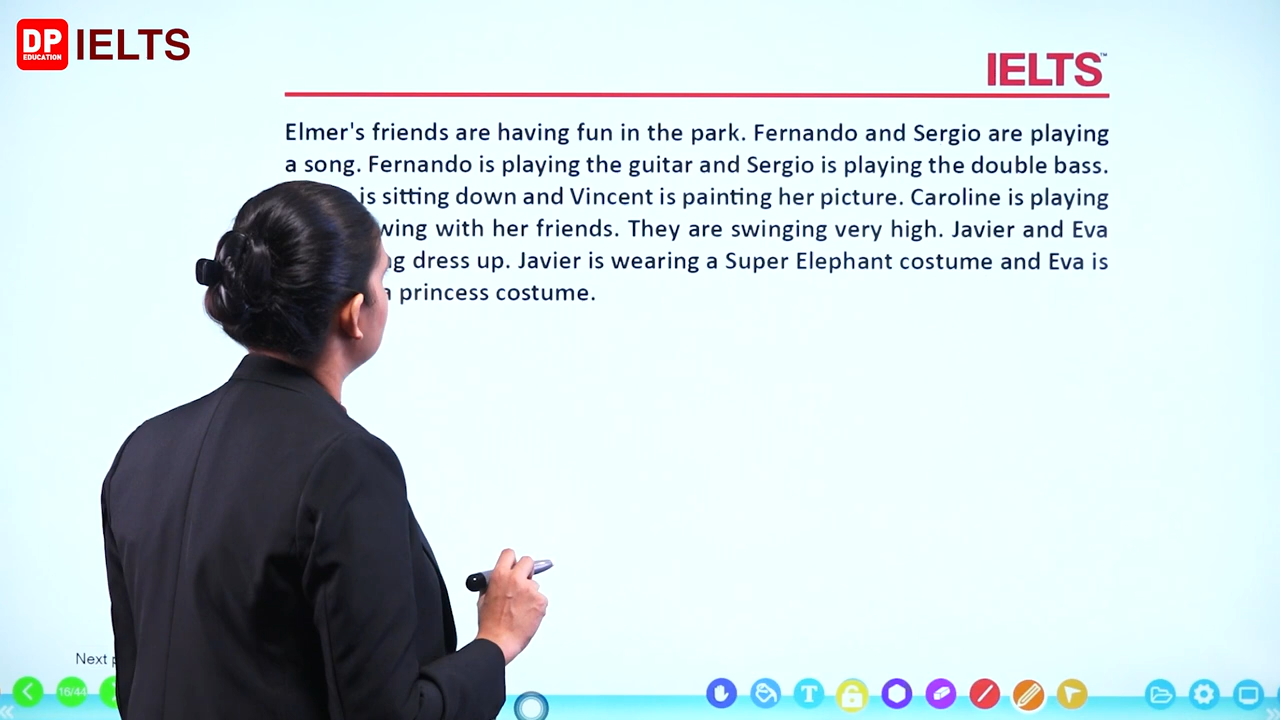 DP
EDUCATION
IELTS
IELTS™
Elmer's friends are having fun in the park. Fernando and Sergio are playing
a song. Fernando is playing the guitar and Sergio is playing the double bass.
is sitting down and Vincent is painting her picture. Caroline is playing
with her friends. They are swinging very high. Javier and Eva
dress up. Javier is wearing a Super Elephant costume and Eva is
a princess costume.
Next
16/44
T